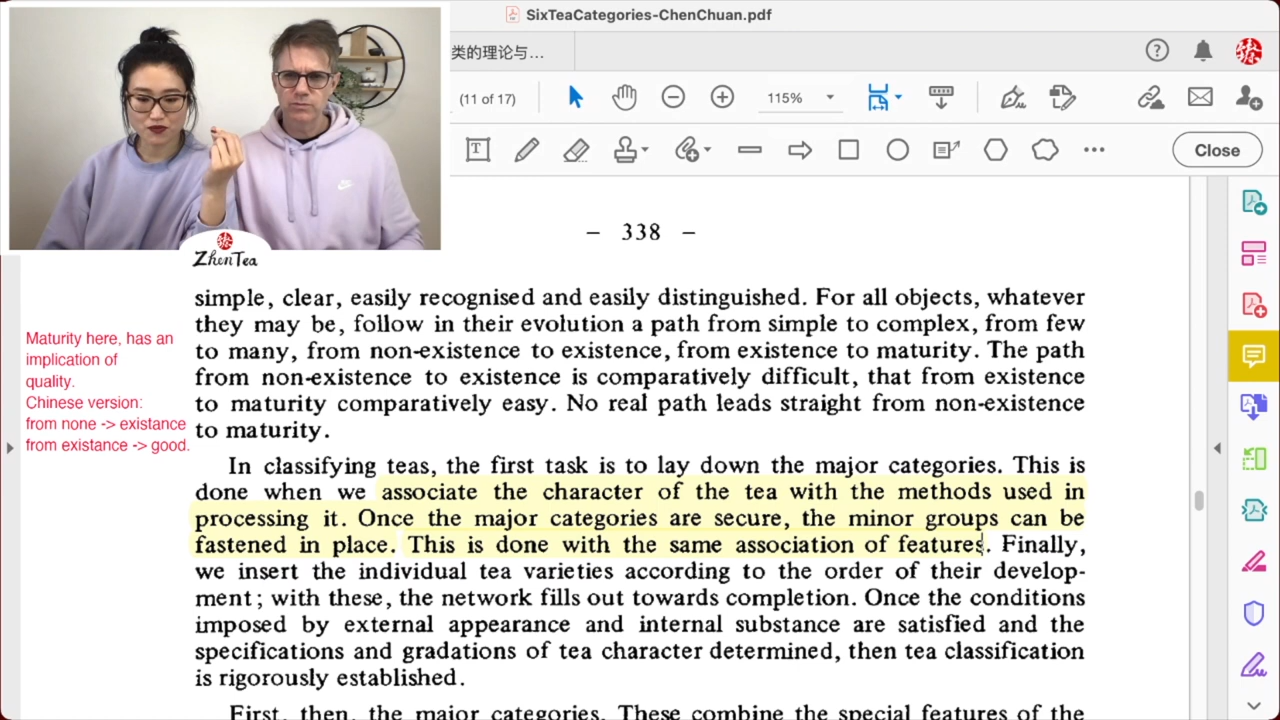 SixTeaCategories-ChenChuan.pdf
类的理论与…
(11 of 17)
115%
T
Close
ZhenTea
– 338 –
simple, clear, easily recognised and easily distinguished. For all objects, whatever
they may be, follow in their evolution a path from simple to complex, from few
to many, from non-existence to existence, from existence to maturity. The path
from non-existence to existence is comparatively difficult, that from existence
to maturity comparatively easy. No real path leads straight from non-existence
to maturity.
Maturity here, has an
implication of
quality.
Chinese version:
from none -> existance
from existance -> good.
In classifying teas, the first task is to lay down the major categories. This is
done when we associate the character of the tea with the methods used in
processing it. Once the major categories are secure, the minor groups can be
fastened in place. This is done with the same association of features. Finally,
we insert the individual tea varieties according to the order of their develop-
ment; with these, the network fills out towards completion. Once the conditions
imposed by external appearance and internal substance are satisfied and the
specifications and gradations of tea character determined, then tea classification
is rigorously established.
First, then, the major categories. These combine the special features of the